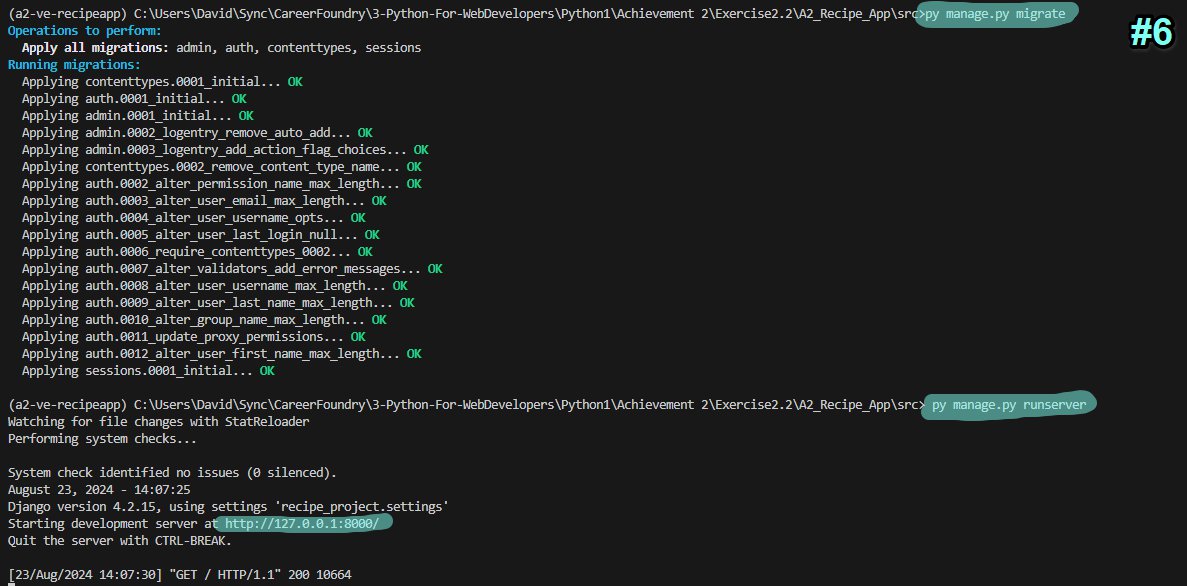 (a2-ve-recipeapp) C:\Users\David\Sync\CareerFoundry\3-Python-For-WebDevelopers\Python1\Achievement 2\Exercise2.2\A2_Recipe_App\src>py manage.py migrate
#6
Operations to perform:
  Apply all migrations: admin, auth, contenttypes, sessions
Running migrations:
  Applying contenttypes.0001_initial... OK
  Applying auth.0001_initial... OK
  Applying admin.0001_initial... OK
  Applying admin.0002_logentry_remove_auto_add... OK
  Applying admin.0003_logentry_add_action_flag_choices... OK
  Applying contenttypes.0002_remove_content_type_name... OK
  Applying auth.0002_alter_permission_name_max_length... OK
  Applying auth.0003_alter_user_email_max_length... OK
  Applying auth.0004_alter_user_username_opts... OK
  Applying auth.0005_alter_user_last_login_null... OK
  Applying auth.0006_require_contenttypes_0002... OK
  Applying auth.0007_alter_validators_add_error_messages... OK
  Applying auth.0008_alter_user_username_max_length... OK
  Applying auth.0009_alter_user_last_name_max_length... OK
  Applying auth.0010_alter_group_name_max_length... OK
  Applying auth.0011_update_proxy_permissions... OK
  Applying auth.0012_alter_user_first_name_max_length... OK
  Applying sessions.0001_initial... OK
(a2-ve-recipeapp) C:\Users\David\Sync\CareerFoundry\3-Python-For-WebDevelopers\Python1\Achievement 2\Exercise2.2\A2_Recipe_App\src> py manage.py runserver
Watching for file changes with StatReloader
Performing system checks...
System check identified no issues (0 silenced).
August 23, 2024 - 14:07:25
Django version 4.2.15, using settings 'recipe_project.settings'
Starting development server at http://127.0.0.1:8000/
Quit the server with CTRL-BREAK.
[23/Aug/2024 14:07:30] "GET / HTTP/1.1" 200 10664